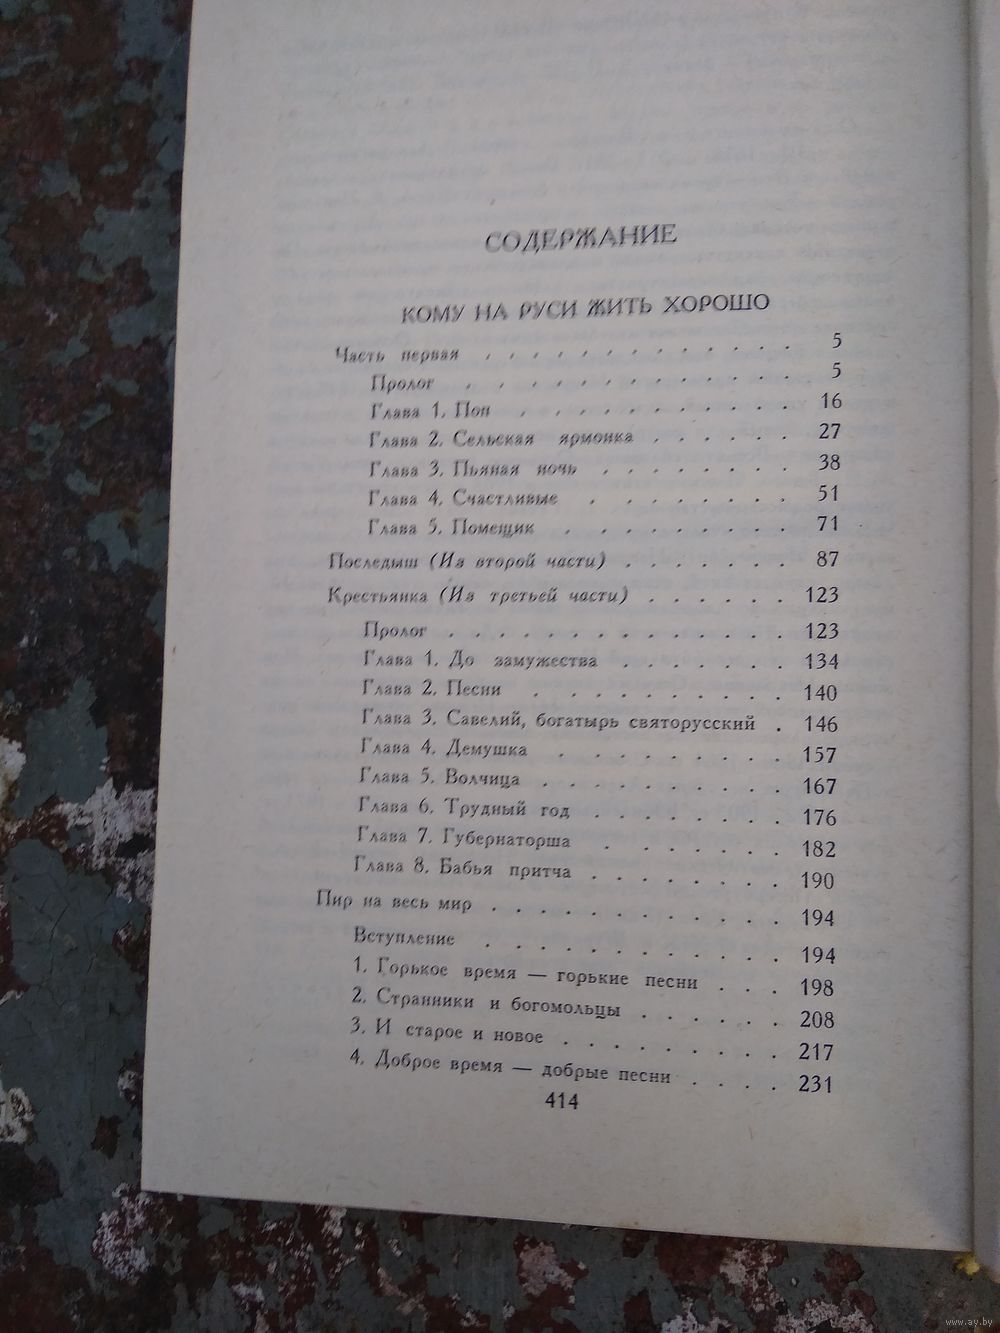 СОДЕРЖАНИЕ
КОМУ НА РУСИ ЖИТЬ ХОРОШО
Часть первая . . . . . . . . . . . . . 5
Пролог . . . . . . . . . . . 5
Глава 1. Поп . . . . . . . . . . 16
Глава 2. Сельская ярмонка . . . . . . 27
Глава 3. Пьяная ночь . . . . . . . . 38
Глава 4. Счастливые . . . . . . . . 51
Глава 5. Помещик . . . . . . . . . 71
Последыш (Из второй части) . . . . . . . 87
Крестьянка (Из третьей части) . . . . . . 123
Пролог . . . . . . . . . . . . . . 123
Глава 1. До замужества . . . . . . . 134
Глава 2. Песни . . . . . . . . . . 140
Глава 3. Савелий, богатырь святорусский . 146
Глава 4. Демушка . . . . . . . . 157
Глава 5. Волчица . . . . . . . . . . 167
Глава 6. Трудный год . . . . . . . . 176
Глава 7. Губернаторша . . . . . . 182
Глава 8. Бабья притча . . . . . . . 190
Пир на весь мир . . . . . . . . . . . 194
Вступление . . . . . . . . . . . 194
1. Горькое время — горькие песни . . . 198
2. Странники и богомольцы . . . . . . 208
3. И старое и новое . . . . . . . . . 217
4. Доброе время — добрые песни . . . . 231
414
www.ay.by